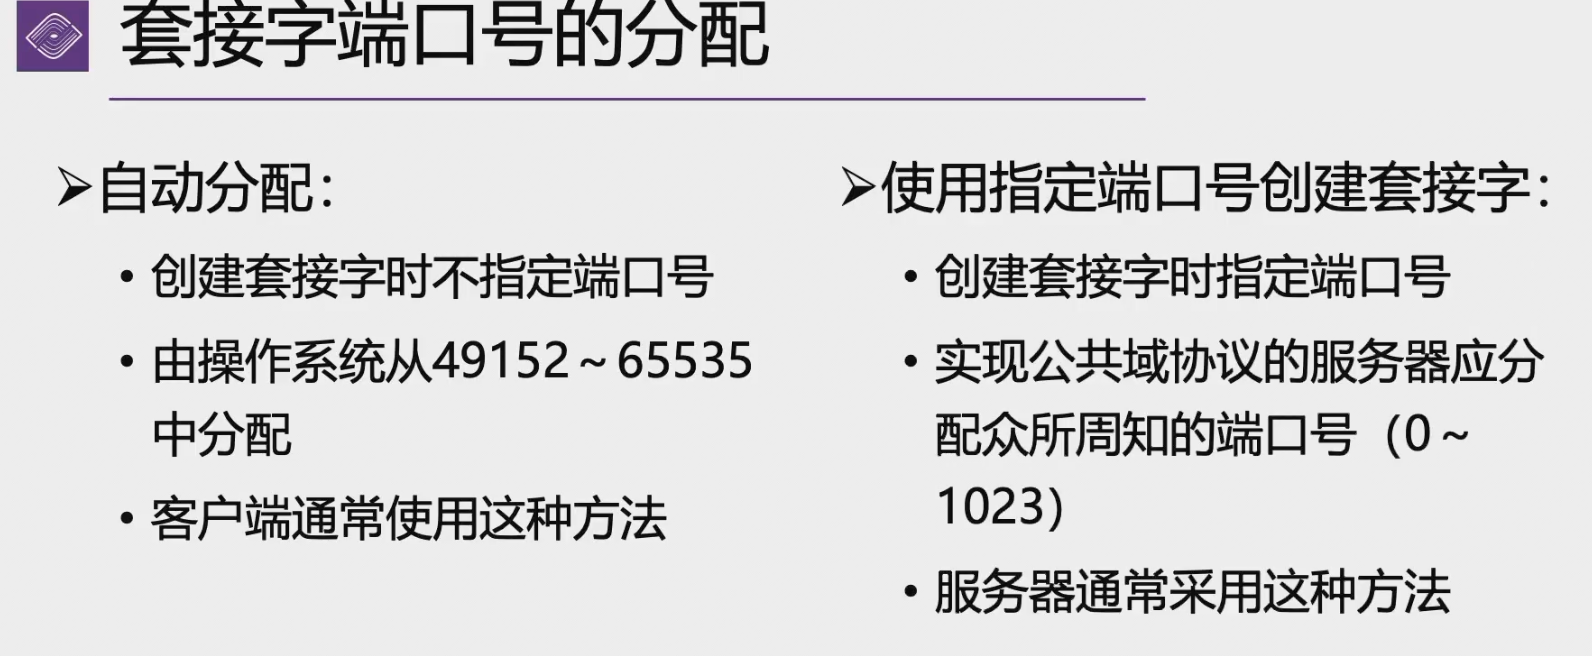 套接字端口号的分配
➢自动分配：
• 创建套接字时不指定端口号
• 由操作系统从49152～65535
中分配
• 客户端通常使用这种方法
➢使用指定端口号创建套接字：
• 创建套接字时指定端口号
• 实现公共域协议的服务器应分
配众所周知的端口号（0～
1023）
• 服务器通常采用这种方法